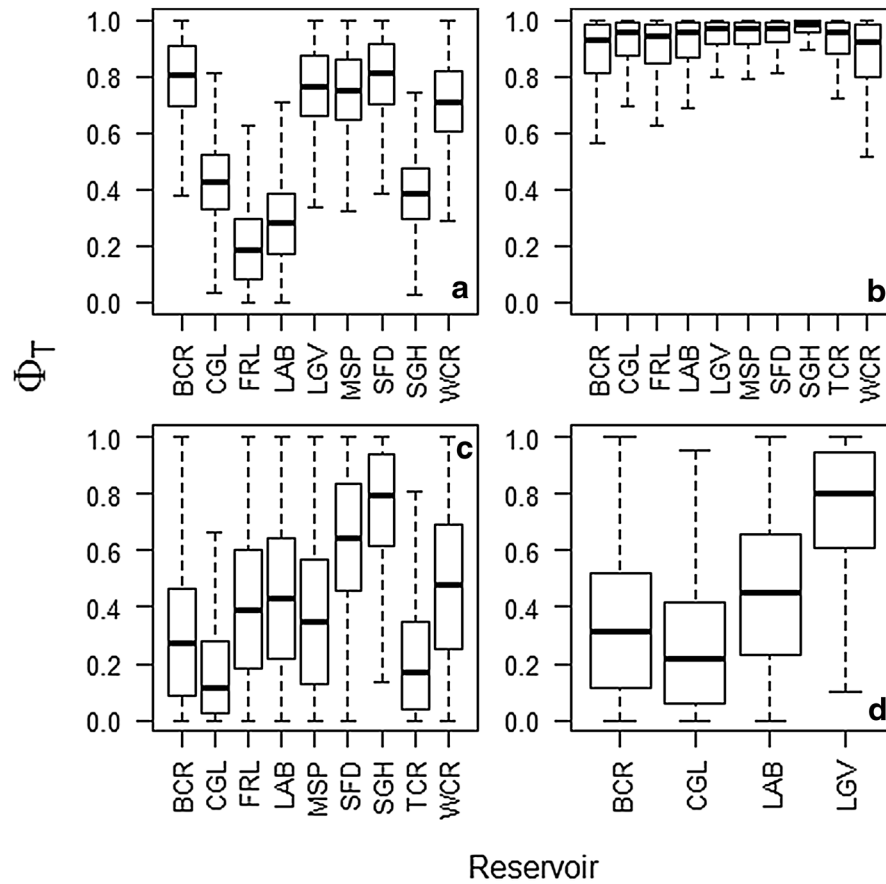 1.0
0.8
0.6
0.4
0.2
0.0
a
BCR
CGL
FRL
LAB
LGV
MSP
SFD
SGH
WCR
1.0
0.8
0.6
0.4
0.2
0.0
b
BCR
CGL
FRL
LAB
LGV
MSP
SFD
SGH
TCR
WCR
ΦT
1.0
0.8
0.6
0.4
0.2
0.0
c
BCR
CGL
FRL
LAB
MSP
SFD
SGH
TCR
WCR
1.0
0.8
0.6
0.4
0.2
0.0
d
BCR
CGL
LAB
LGV
Reservoir